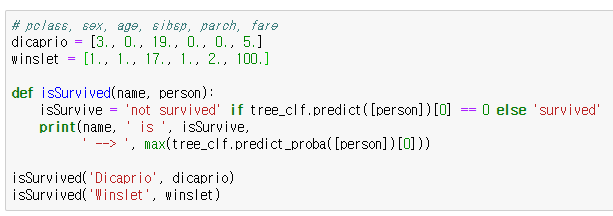 # pclass, sex, age, sibsp, parch, fare
dicaprio = [3., 0., 19., 0., 0., 5.]
winslet = [1., 1., 17., 1., 2., 100.]
def isSurvived(name, person):
isSurvive = 'not survived' if tree_clf.predict([person])[0] == 0 else 'survived'
print(name, ' is ', isSurvive,
' --> ', max(tree_clf.predict_proba([person])[0]))
isSurvived('Dicaprio', dicaprio)
isSurvived('Winslet', winslet)